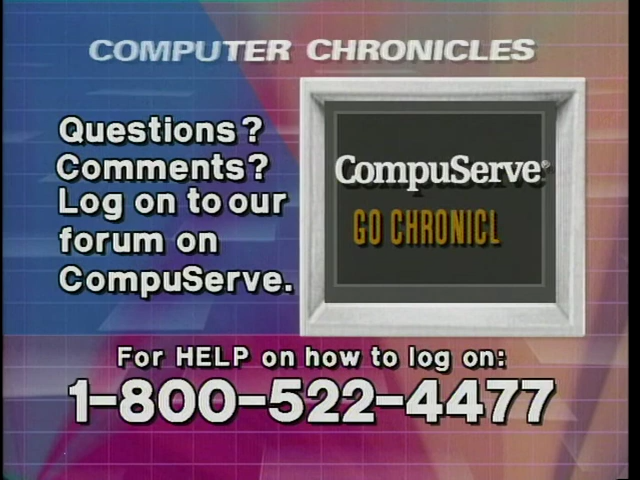 COMPUTER CHRONICLES
Questions?
Comments?
Log on to our
forum on
CompuServe.
CompuServe®
GO CHRONICL
For HELP on how to log on:
1-800-522-4477